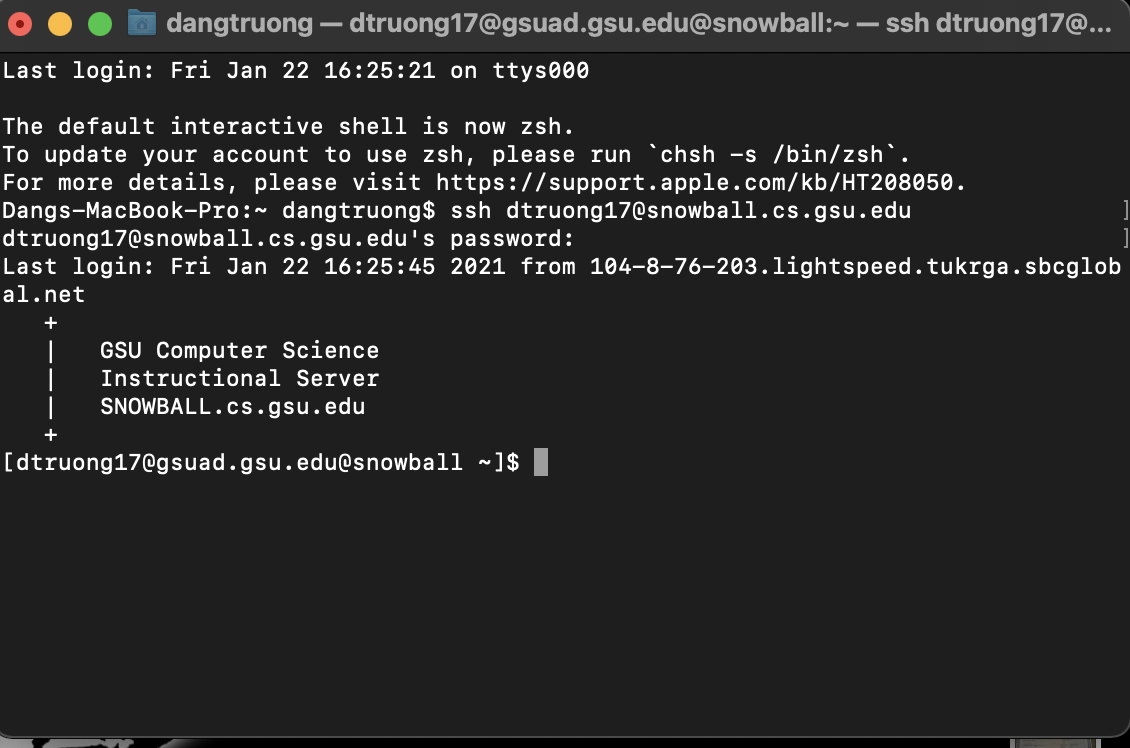 dangtruong — dtruong17@gsuad.gsu.edu@snowball:~ — ssh dtruong17@...
Last login: Fri Jan 22 16:25:21 on ttys000
The default interactive shell is now zsh.
To update your account to use zsh, please run `chsh -s /bin/zsh`.
For more details, please visit https://support.apple.com/kb/HT208050.
Dangs-MacBook-Pro:~ dangtruong$ ssh dtruong17@snowball.cs.gsu.edu ]
dtruong17@snowball.cs.gsu.edu's password: ]
Last login: Fri Jan 22 16:25:45 2021 from 104-8-76-203.lightspeed.tukrga.sbcglob
al.net
+
| GSU Computer Science
| Instructional Server
| SNOWBALL.cs.gsu.edu
+
[dtruong17@gsuad.gsu.edu@snowball ~]$